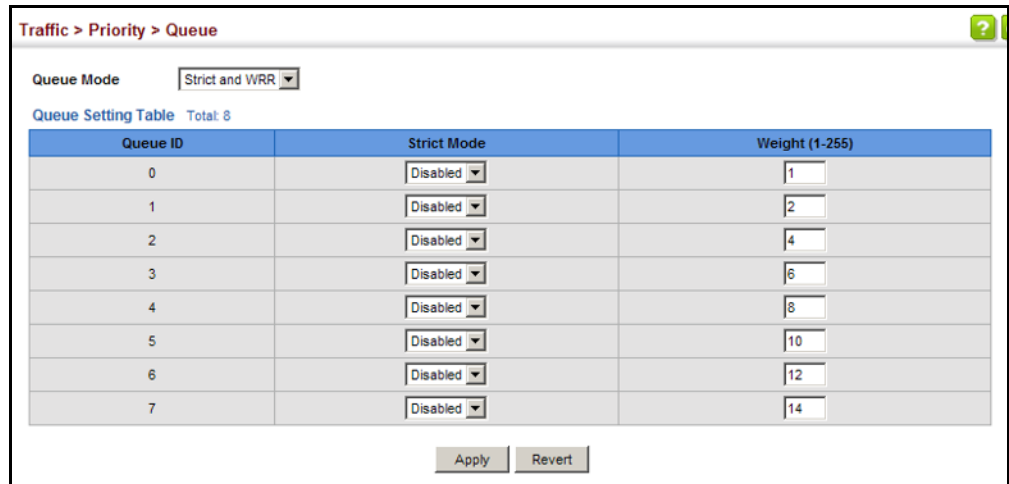 Traffic > Priority > Queue
?
Queue Mode Strict and WRR
Queue Setting Table Total: 8
Queue ID Strict Mode Weight (1-255)
0 Disabled 1
1 Disabled 2
2 Disabled 4
3 Disabled 6
4 Disabled 8
5 Disabled 10
6 Disabled 12
7 Disabled 14
Apply Revert